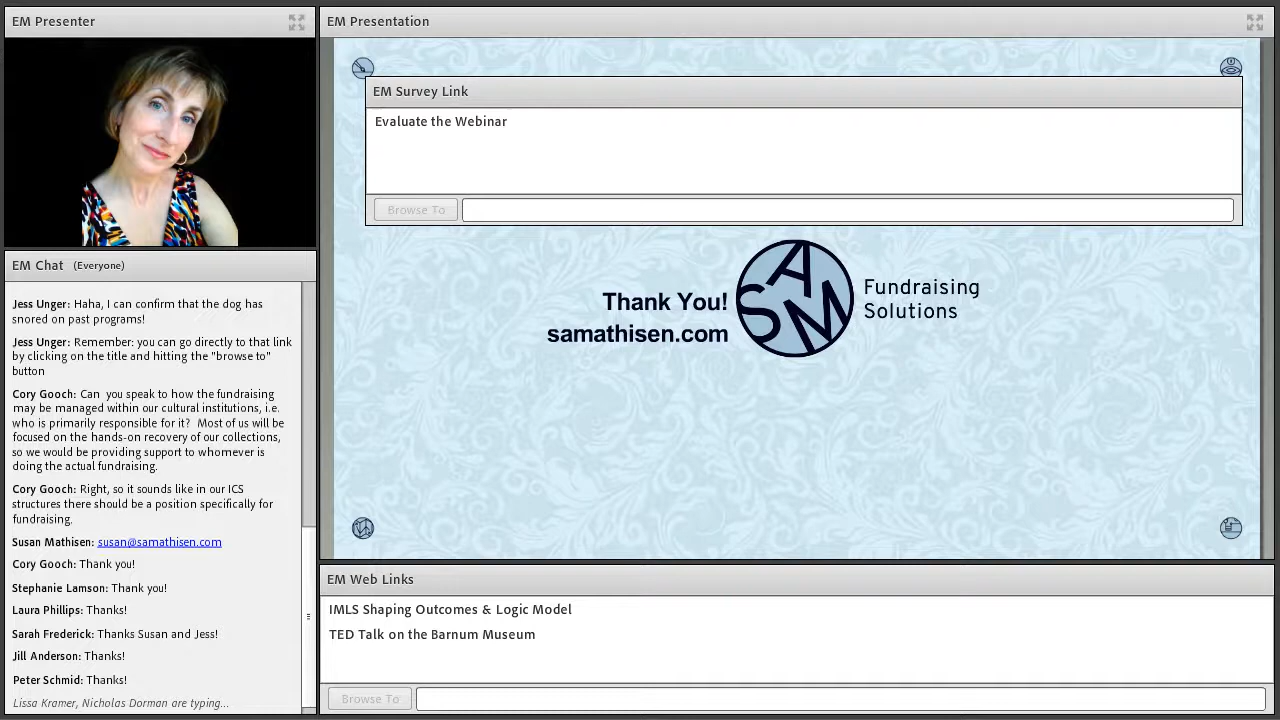 EM Presenter
EM Chat (Everyone)
Jess Unger: Haha, I can confirm that the dog has
snored on past programs!
Jess Unger: Remember: you can go directly to that link
by clicking on the title and hitting the "browse to"
button
Cory Gooch: Can  you speak to how the fundraising
may be managed within our cultural institutions, i.e.
who is primarily responsible for it?  Most of us will be
focused on the hands-on recovery of our collections,
so we would be providing support to whomever is
doing the actual fundraising.
Cory Gooch: Right, so it sounds like in our ICS
structures there should be a position specifically for
fundraising.
Susan Mathisen: susan@samathisen.com
Cory Gooch: Thank you!
Stephanie Lamson: Thank you!
Laura Phillips: Thanks!
Sarah Frederick: Thanks Susan and Jess!
Jill Anderson: Thanks!
Peter Schmid: Thanks!
Lissa Kramer, Nicholas Dorman are typing...
EM Presentation
EM Survey Link
Evaluate the Webinar
Browse To
Thank You!
samathisen.com
SAM
Fundraising
Solutions
EM Web Links
IMLS Shaping Outcomes & Logic Model
TED Talk on the Barnum Museum
Browse To